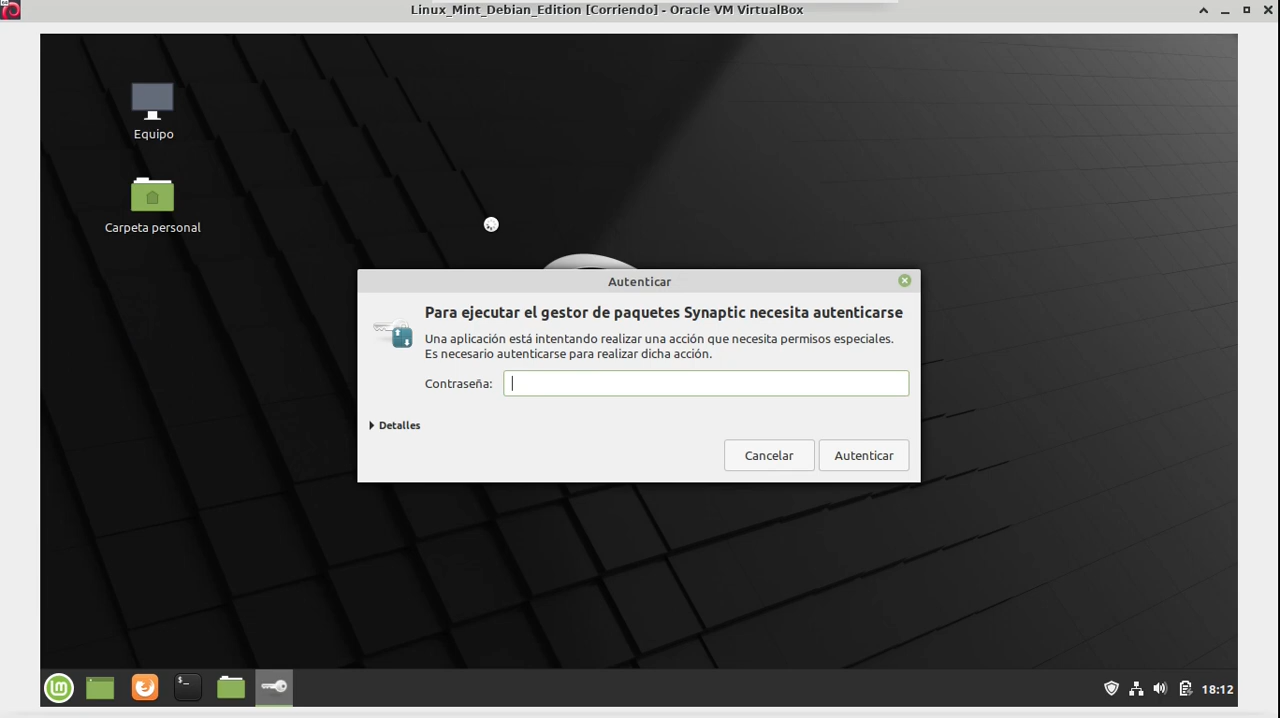 Linux_Mint_Debian_Edition [Corriendo] - Oracle VM VirtualBox
Equipo
Carpeta personal
Autenticar
Para ejecutar el gestor de paquetes Synaptic necesita autenticarse
Una aplicación está intentando realizar una acción que necesita permisos especiales.
Es necesario autenticarse para realizar dicha acción.
Contraseña:
Detalles
Cancelar
Autenticar
18:12